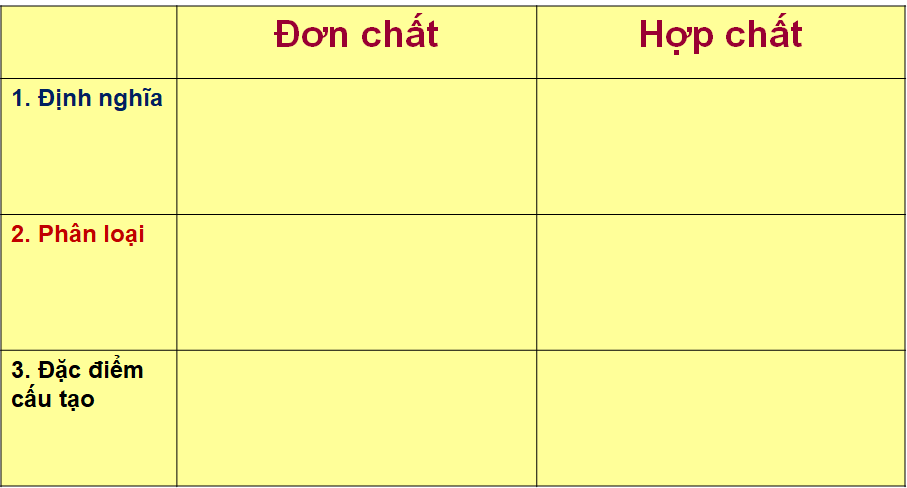 Đơn chất
Hợp chất
1. Định nghĩa
2. Phân loại
3. Đặc điểm
cấu tạo